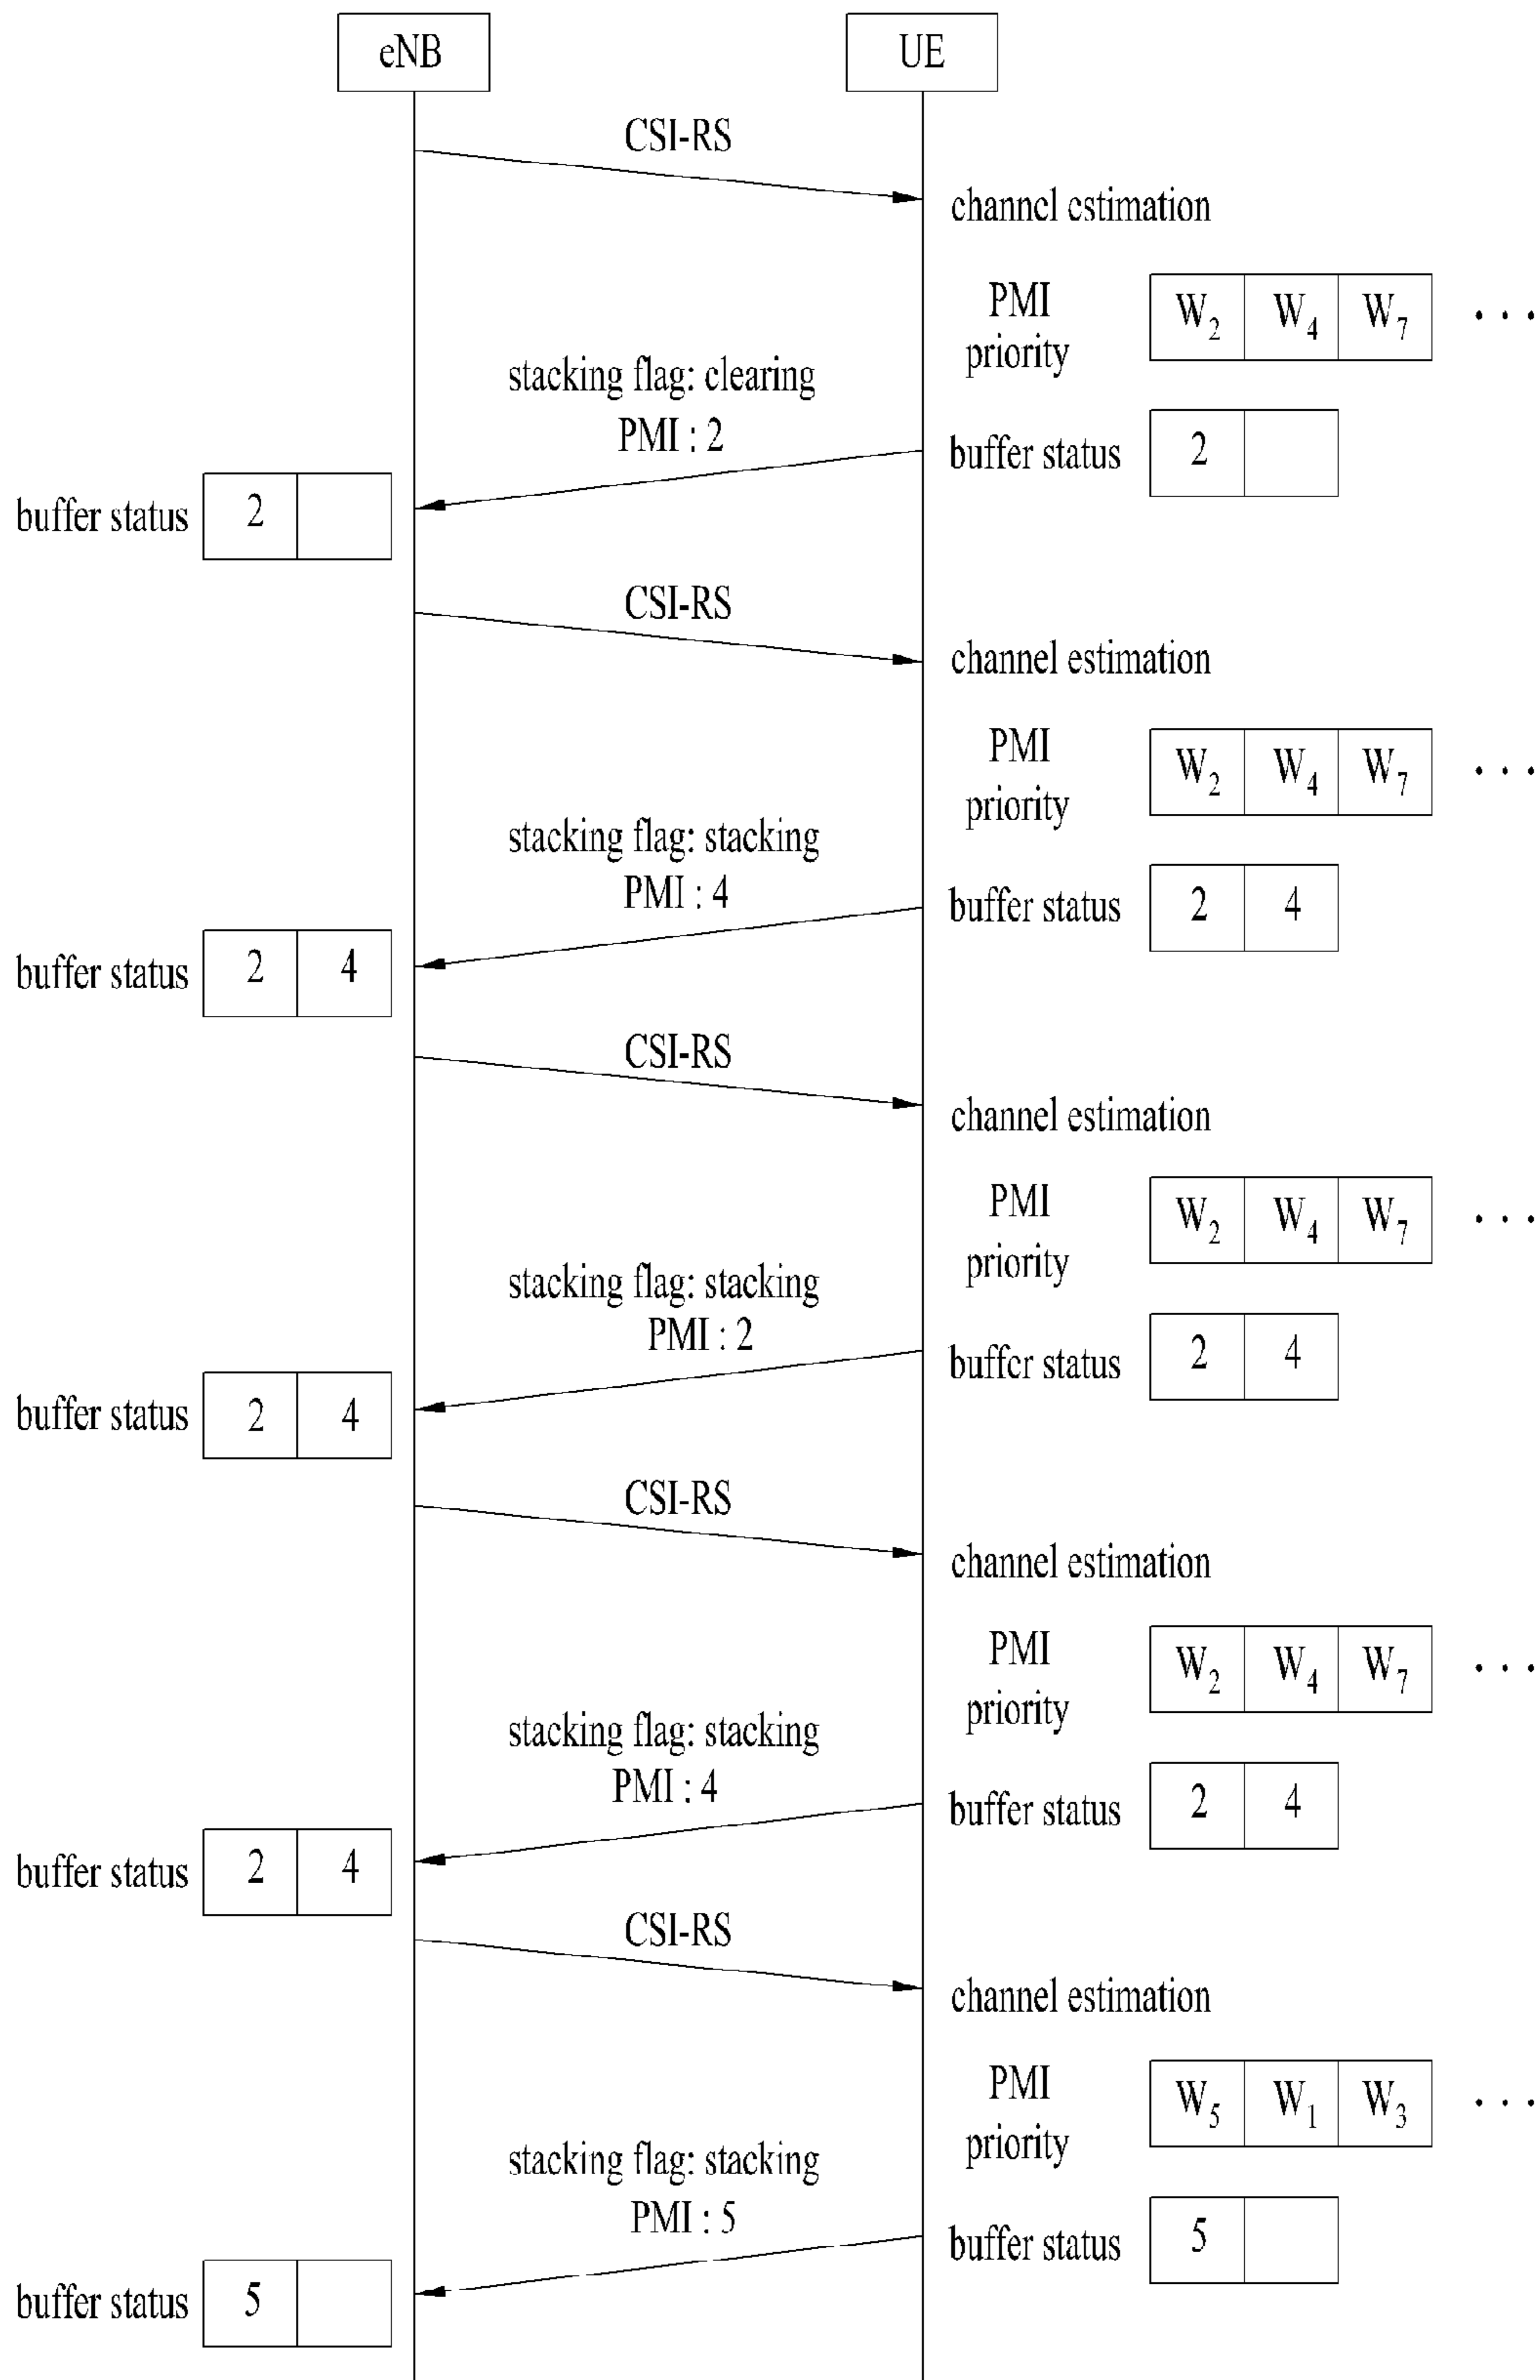 eNB UE
CSI-RS
channel estimation
PMI priority W2 W4 W7 ...
stacking flag: clearing
PMI : 2
buffer status 2
buffer status 2
CSI-RS
channel estimation
PMI priority W2 W4 W7 ...
stacking flag: stacking
PMI : 4
buffer status 2 4
buffer status 2 4
CSI-RS
channel estimation
PMI priority W2 W4 W7 ...
stacking flag: stacking
PMI : 2
buffer status 2 4
buffer status 2 4
CSI-RS
channel estimation
PMI priority W2 W4 W7 ...
stacking flag: stacking
PMI : 4
buffer status 2 4
buffer status 2 4
CSI-RS
channel estimation
PMI priority W5 W1 W3 ...
stacking flag: stacking
PMI : 5
buffer status 5
buffer status 5